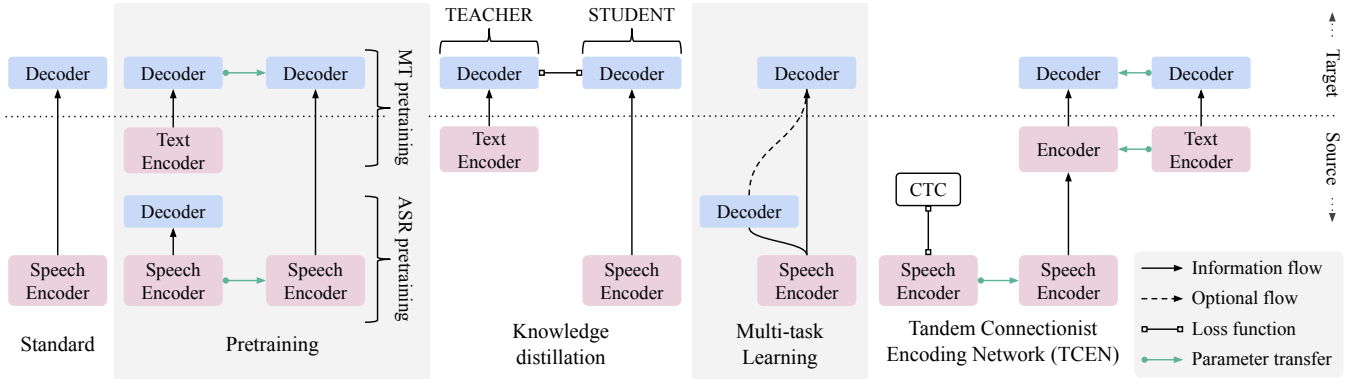 TEACHER
STUDENT
Decoder
Decoder
Decoder
Decoder
Decoder
Decoder
Decoder
Decoder
MT pretraining
Target
Text
Encoder
Text
Encoder
Encoder
Text
Encoder
Source
CTC
Decoder
Decoder
ASR pretraining
Speech
Encoder
Speech
Encoder
Speech
Encoder
Speech
Encoder
Speech
Encoder
Speech
Encoder
Speech
Encoder
Standard
Pretraining
Knowledge
distillation
Multi-task
Learning
Tandem Connectionist
Encoding Network (TCEN)
Information flow
Optional flow
Loss function
Parameter transfer